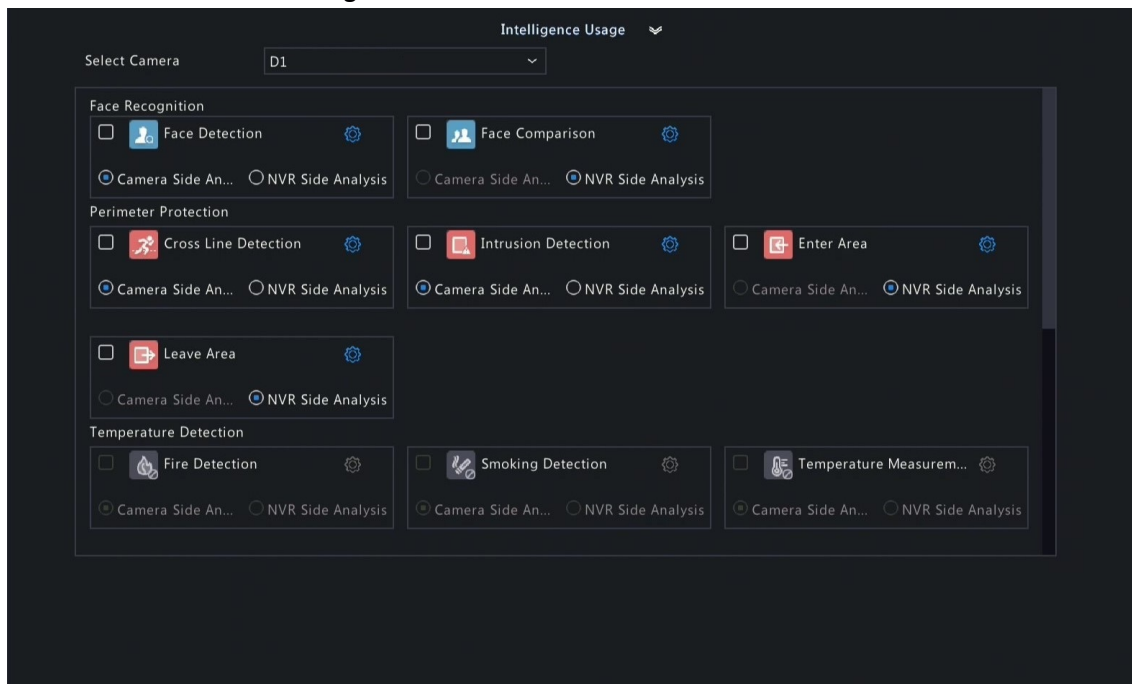 Intelligence Usage
Select Camera D1
Face Recognition
Face Detection Face Comparison
Camera Side An... NVR Side Analysis Camera Side An... NVR Side Analysis
Perimeter Protection
Cross Line Detection Intrusion Detection Enter Area
Camera Side An... NVR Side Analysis Camera Side An... NVR Side Analysis Camera Side An... NVR Side Analysis
Leave Area
Camera Side An... NVR Side Analysis
Temperature Detection
Fire Detection Smoking Detection Temperature Measurem...
Camera Side An... NVR Side Analysis Camera Side An... NVR Side Analysis Camera Side An... NVR Side Analysis